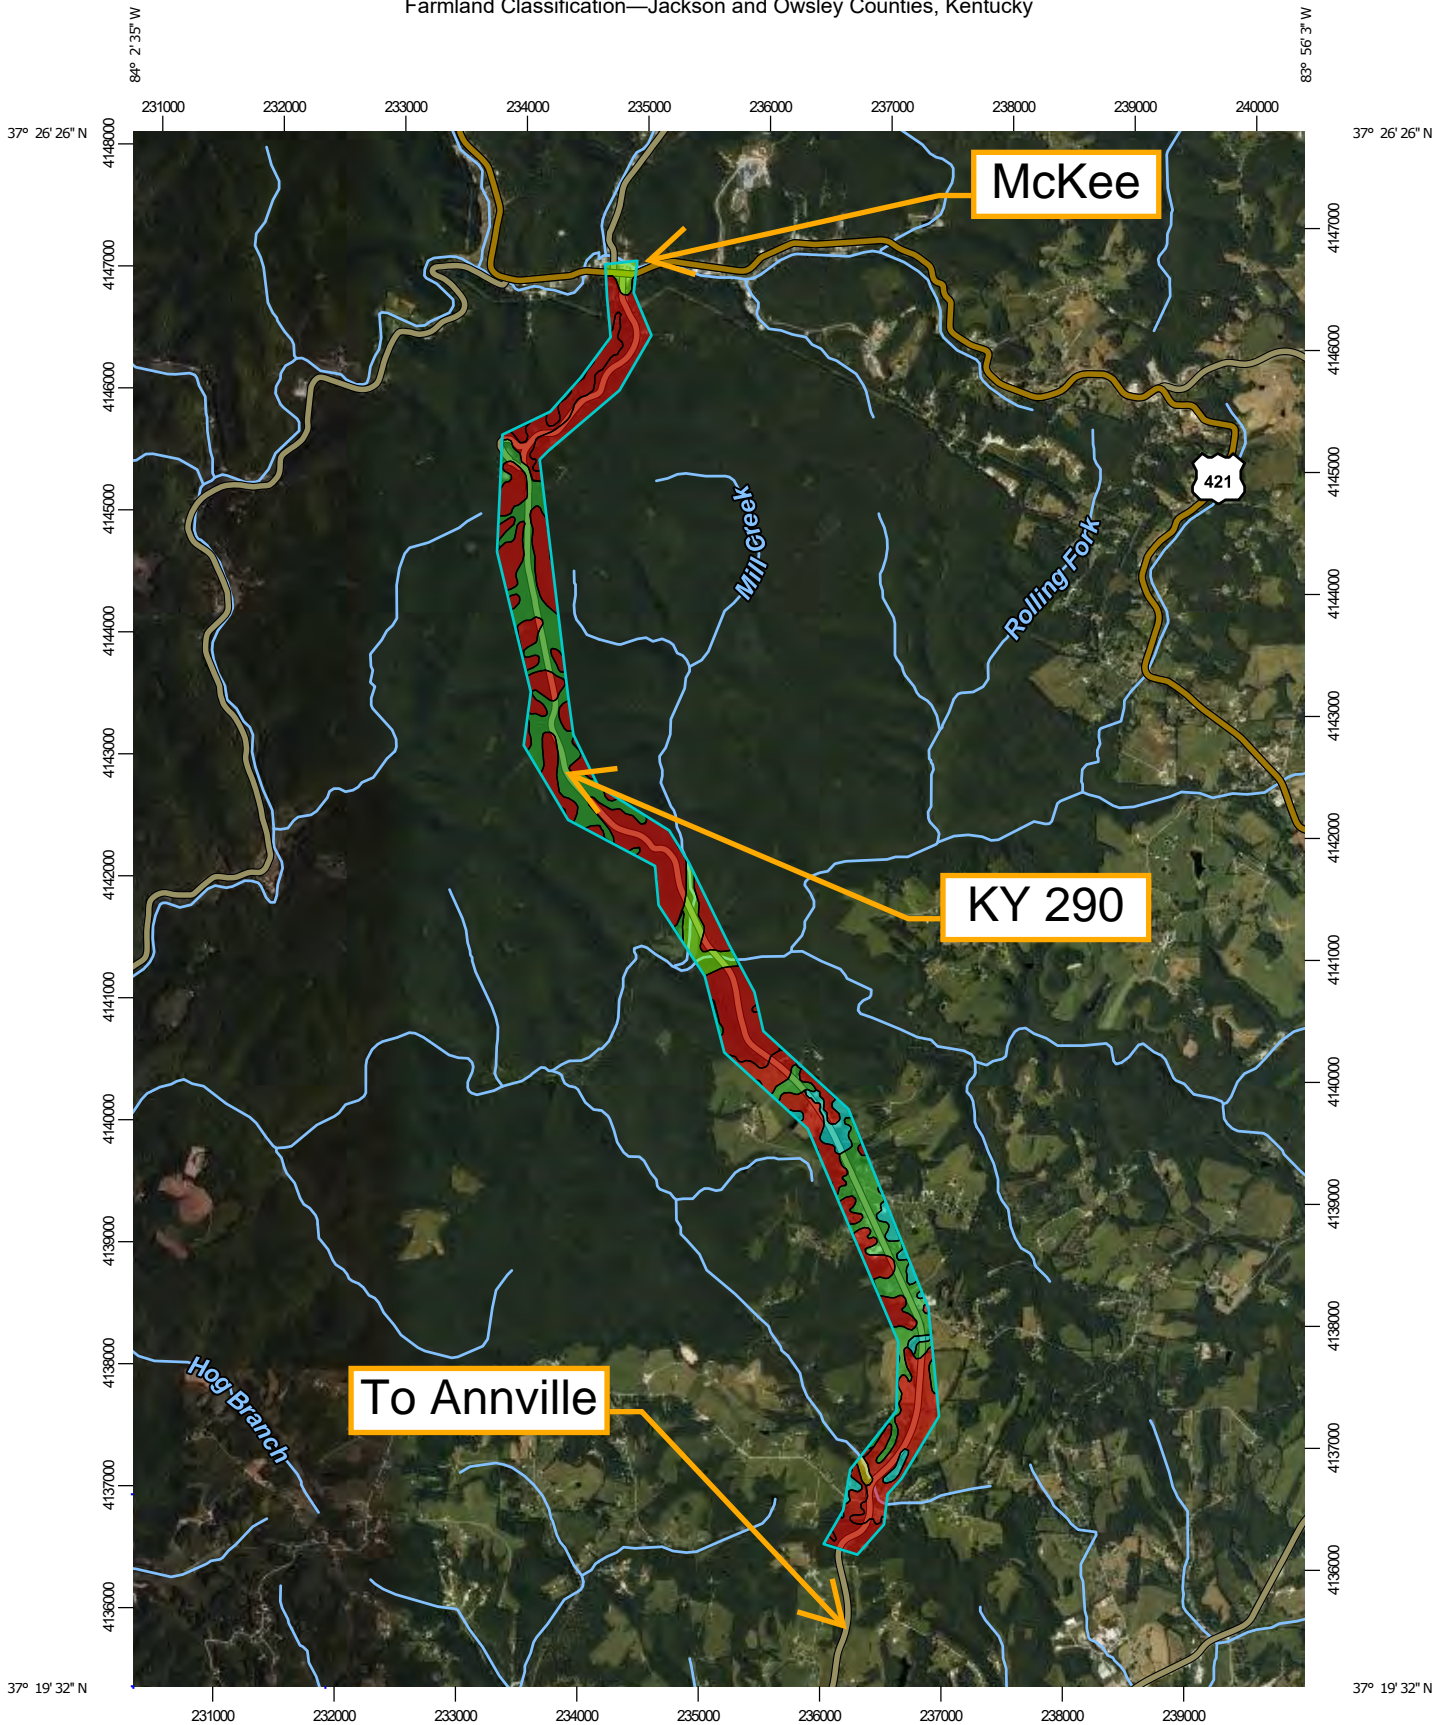 Farmland Classification—Jackson and Owsley Counties, Kentucky
84° 2' 35'' W
83° 56' 3'' W
231000 232000 233000 234000 235000 236000 237000 238000 239000 240000
37° 26' 26'' N
37° 26' 26'' N
4148000
4147000
4146000
4145000
4144000
4143000
4142000
4141000
4140000
4139000
4138000
4137000
4136000
McKee
421
Mill Creek
Rolling Fork
KY 290
To Annville
Hog Branch
4147000
4146000
4145000
4144000
4143000
4142000
4141000
4140000
4139000
4138000
4137000
4136000
37° 19' 32'' N
37° 19' 32'' N
231000 232000 233000 234000 235000 236000 237000 238000 239000